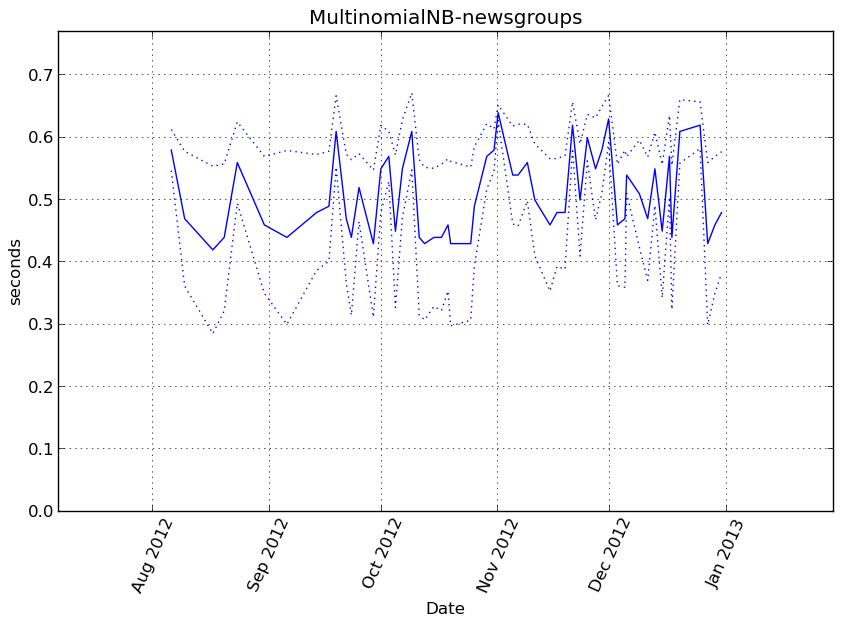 MultinomialNB-newsgroups
0.7
0.6
0.5
0.4
0.3
0.2
0.1
0.0
seconds
Aug 2012
Sep 2012
Oct 2012
Nov 2012
Dec 2012
Jan 2013
Date